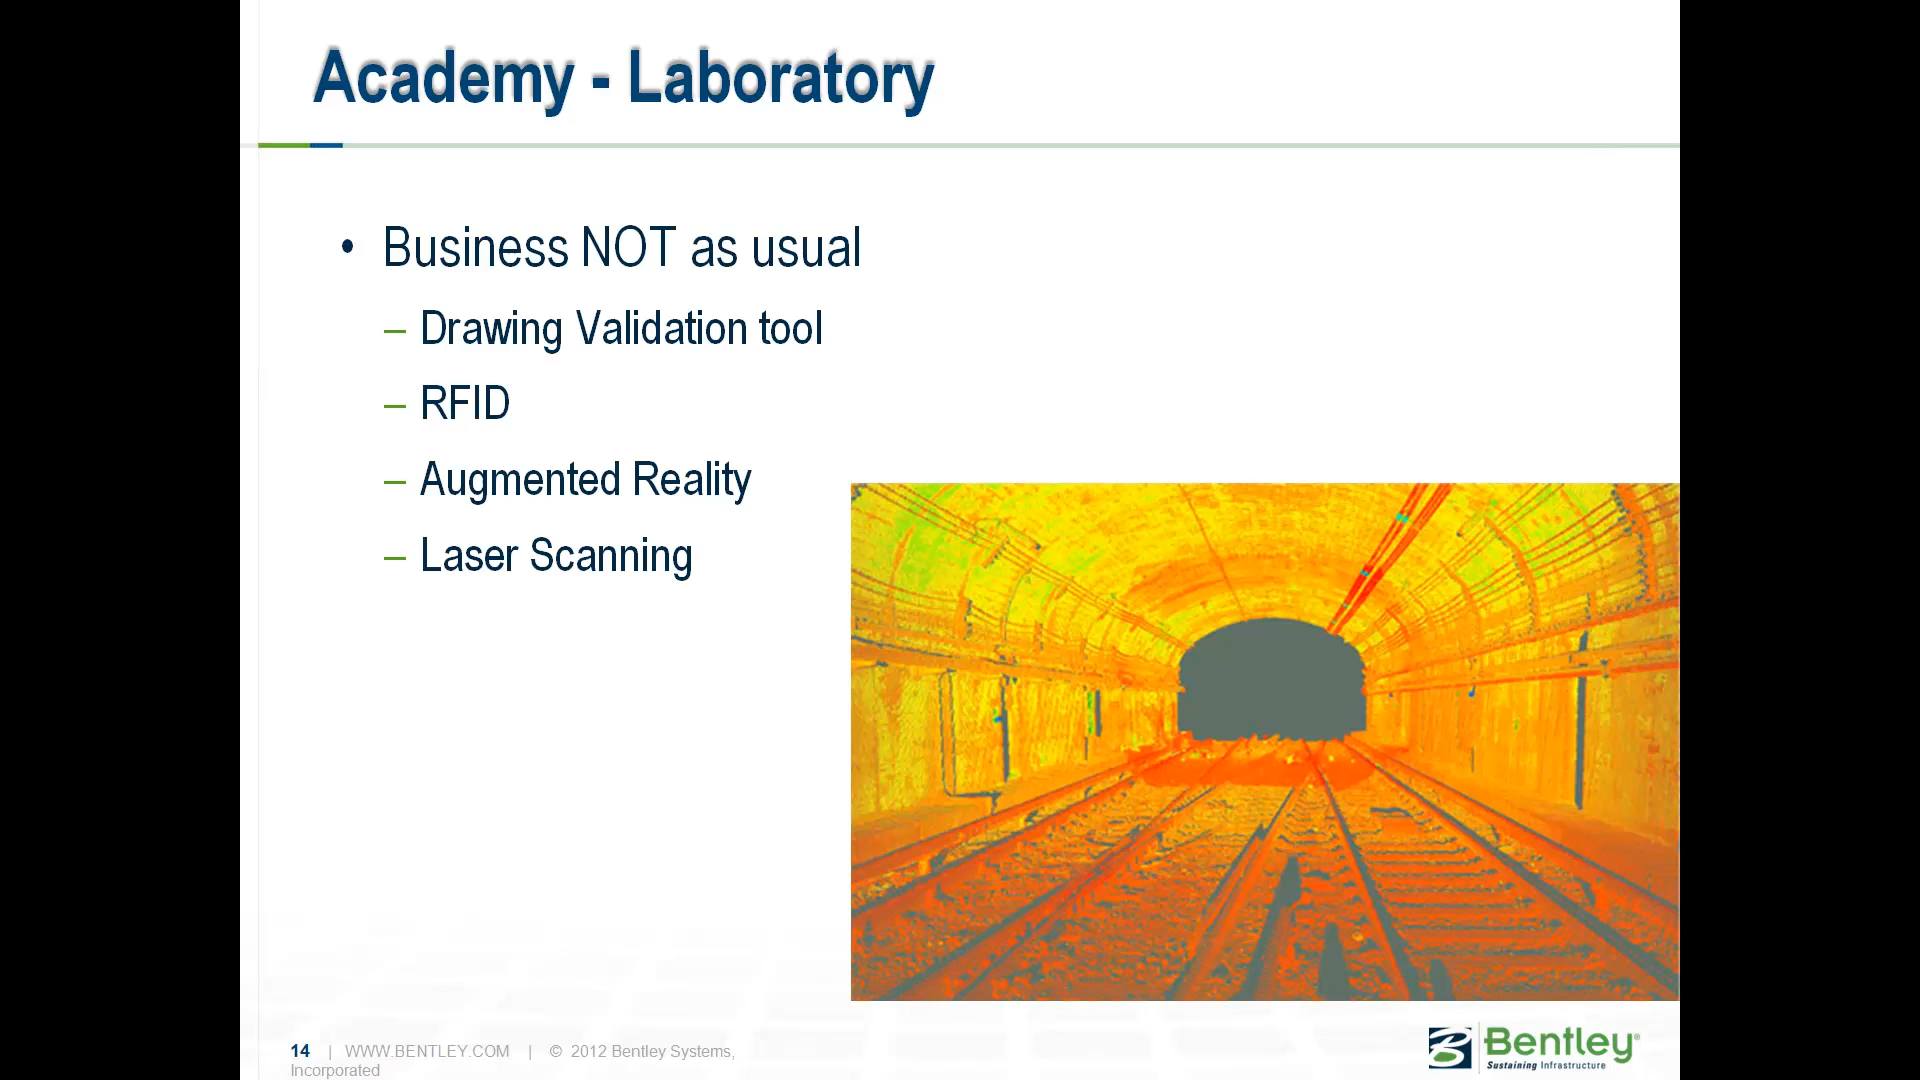 Academy - Laboratory
• Business NOT as usual
– Drawing Validation tool
– RFID
– Augmented Reality
– Laser Scanning
14 | WWW.BENTLEY.COM | © 2012 Bentley Systems,
Incorporated
Bentley®
Sustaining Infrastructure